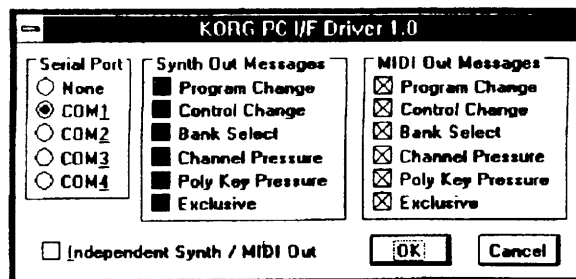 KORG PC I/F Driver 1.0
Serial Port
None
COM1
COM2
COM3
COM4
Synth Out Messages
Program Change
Control Change
Bank Select
Channel Pressure
Poly Key Pressure
Exclusive
MIDI Out Messages
Program Change
Control Change
Bank Select
Channel Pressure
Poly Key Pressure
Exclusive
Independent Synth / MIDI Out
OK
Cancel